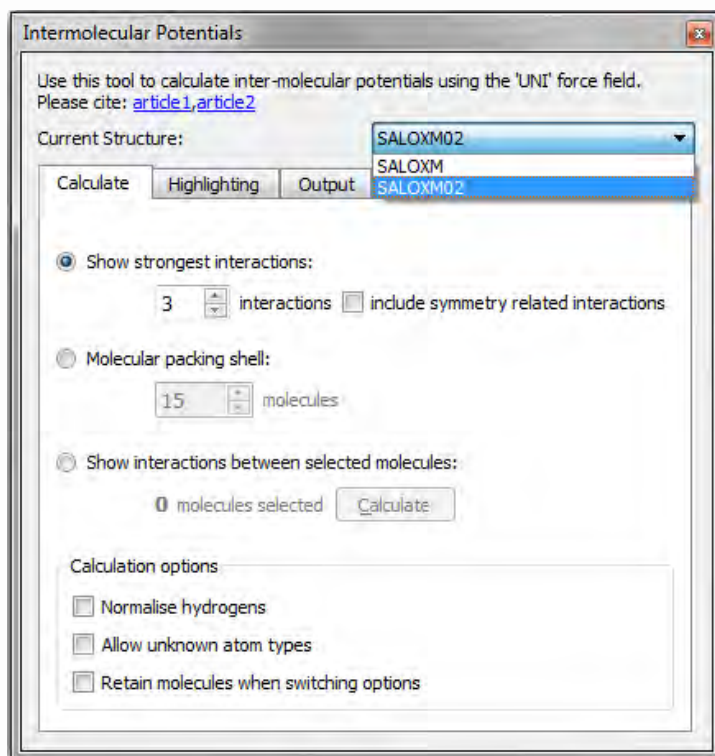 Intermolecular Potentials
Use this tool to calculate inter-molecular potentials using the 'UNI' force field.
Please cite: article1,article2
Current Structure: SALOXM02
SALOXM
SALOXM02
Calculate Highlighting Output
Show strongest interactions:
3 interactions include symmetry related interactions
Molecular packing shell:
15 molecules
Show interactions between selected molecules:
0 molecules selected Calculate
Calculation options
Normalise hydrogens
Allow unknown atom types
Retain molecules when switching options